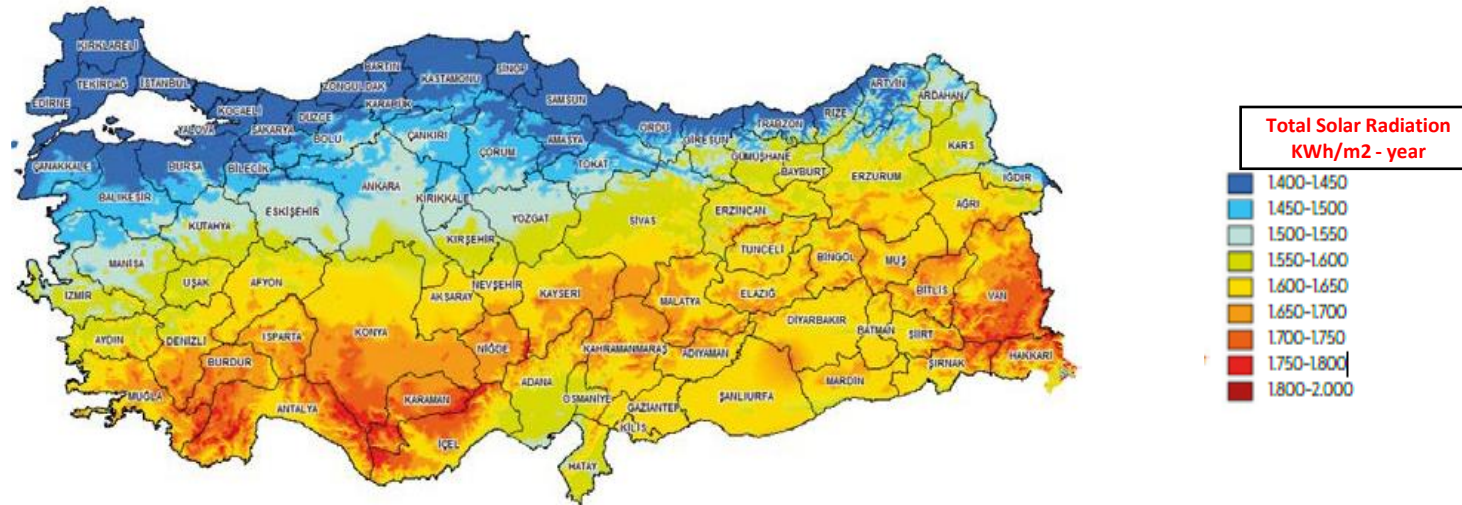 KIRKLARELİ
EDİRNE
TEKİRDAĞ
İSTANBUL
KOCAELİ
YALOVA
SAKARYA
DÜZCE
ZONGULDAK
BARTIN
KARABÜK
KASTAMONU
SİNOP
SAMSUN
ORDU
GİRESUN
TRABZON
RİZE
ARTVİN
ARDAHAN
KARS
IĞDIR
ÇANAKKALE
BALIKESİR
BURSA
BİLECİK
BOLU
ÇANKIRI
ÇORUM
AMASYA
TOKAT
GÜMÜŞHANE
BAYBURT
ERZURUM
AĞRI
KÜTAHYA
ESKİŞEHİR
ANKARA
KIRIKKALE
YOZGAT
SİVAS
ERZİNCAN
TUNCELİ
BİNGÖL
MUŞ
MANİSA
İZMİR
UŞAK
AFYON
KIRŞEHİR
NEVŞEHİR
AKSARAY
KAYSERİ
MALATYA
ELAZIĞ
BİTLİS
VAN
AYDIN
DENİZLİ
ISPARTA
BURDUR
KONYA
NİĞDE
KAHRAMANMARAŞ
ADIYAMAN
DİYARBAKIR
BATMAN
SİİRT
ŞIRNAK
HAKKARİ
MUĞLA
ANTALYA
KARAMAN
İÇEL
ADANA
OSMANİYE
GAZİANTEP
KİLİS
ŞANLIURFA
MARDİN
HATAY
Total Solar Radiation
KWh/m2 - year
1.400-1.450
1.450-1.500
1.500-1.550
1.550-1.600
1.600-1.650
1.650-1.700
1.700-1.750
1.750-1.800
1.800-2.000